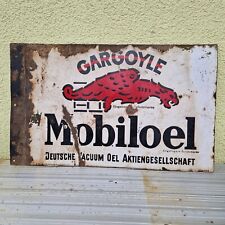 GARGOYLE
Mobiloel
DEUTSCHE VACUUM OEL AKTIENGESELLSCHAFT